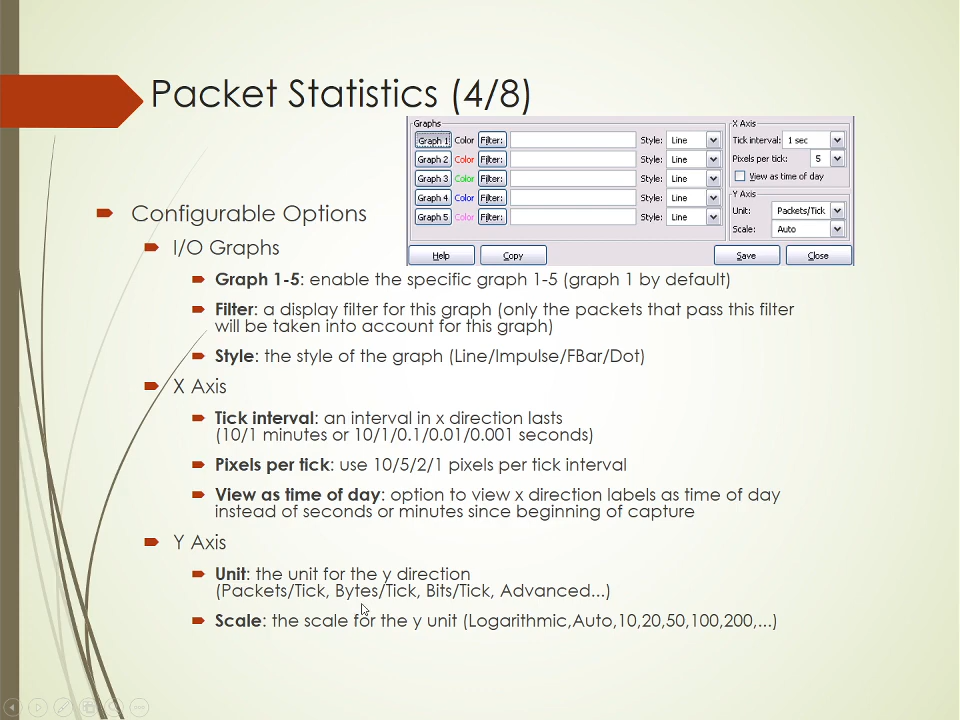 Packet Statistics (4/8)
Graphs
Graph 1 Color Filter: Style: Line
Graph 2 Color Filter: Style: Line
Graph 3 Color Filter: Style: Line
Graph 4 Color Filter: Style: Line
Graph 5 Color Filter: Style: Line
X Axis
Tick interval: 1 sec
Pixels per tick: 5
View as time of day
Y Axis
Unit: Packets/Tick
Scale: Auto
Help Copy Save Close
Configurable Options
I/O Graphs
Graph 1-5: enable the specific graph 1-5 (graph 1 by default)
Filter: a display filter for this graph (only the packets that pass this filter
will be taken into account for this graph)
Style: the style of the graph (Line/Impulse/FBar/Dot)
X Axis
Tick interval: an interval in x direction lasts
(10/1 minutes or 10/1/0.1/0.01/0.001 seconds)
Pixels per tick: use 10/5/2/1 pixels per tick interval
View as time of day: option to view x direction labels as time of day
instead of seconds or minutes since beginning of capture
Y Axis
Unit: the unit for the y direction
(Packets/Tick, Bytes/Tick, Bits/Tick, Advanced...)
Scale: the scale for the y unit (Logarithmic,Auto,10,20,50,100,200,...)